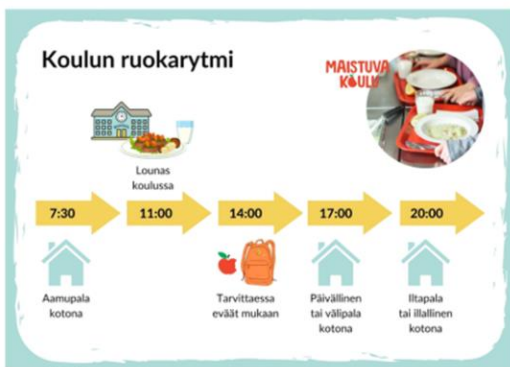 Koulun ruokarytmi
MAISTUVA
KOULU
Lounas
koulussa
7:30
11:00
14:00
17:00
20:00
Aamupala
kotona
Tarvittaessa
eväät mukaan
Päivällinen
tai välipala
kotona
Iltapala
tai illallinen
kotona